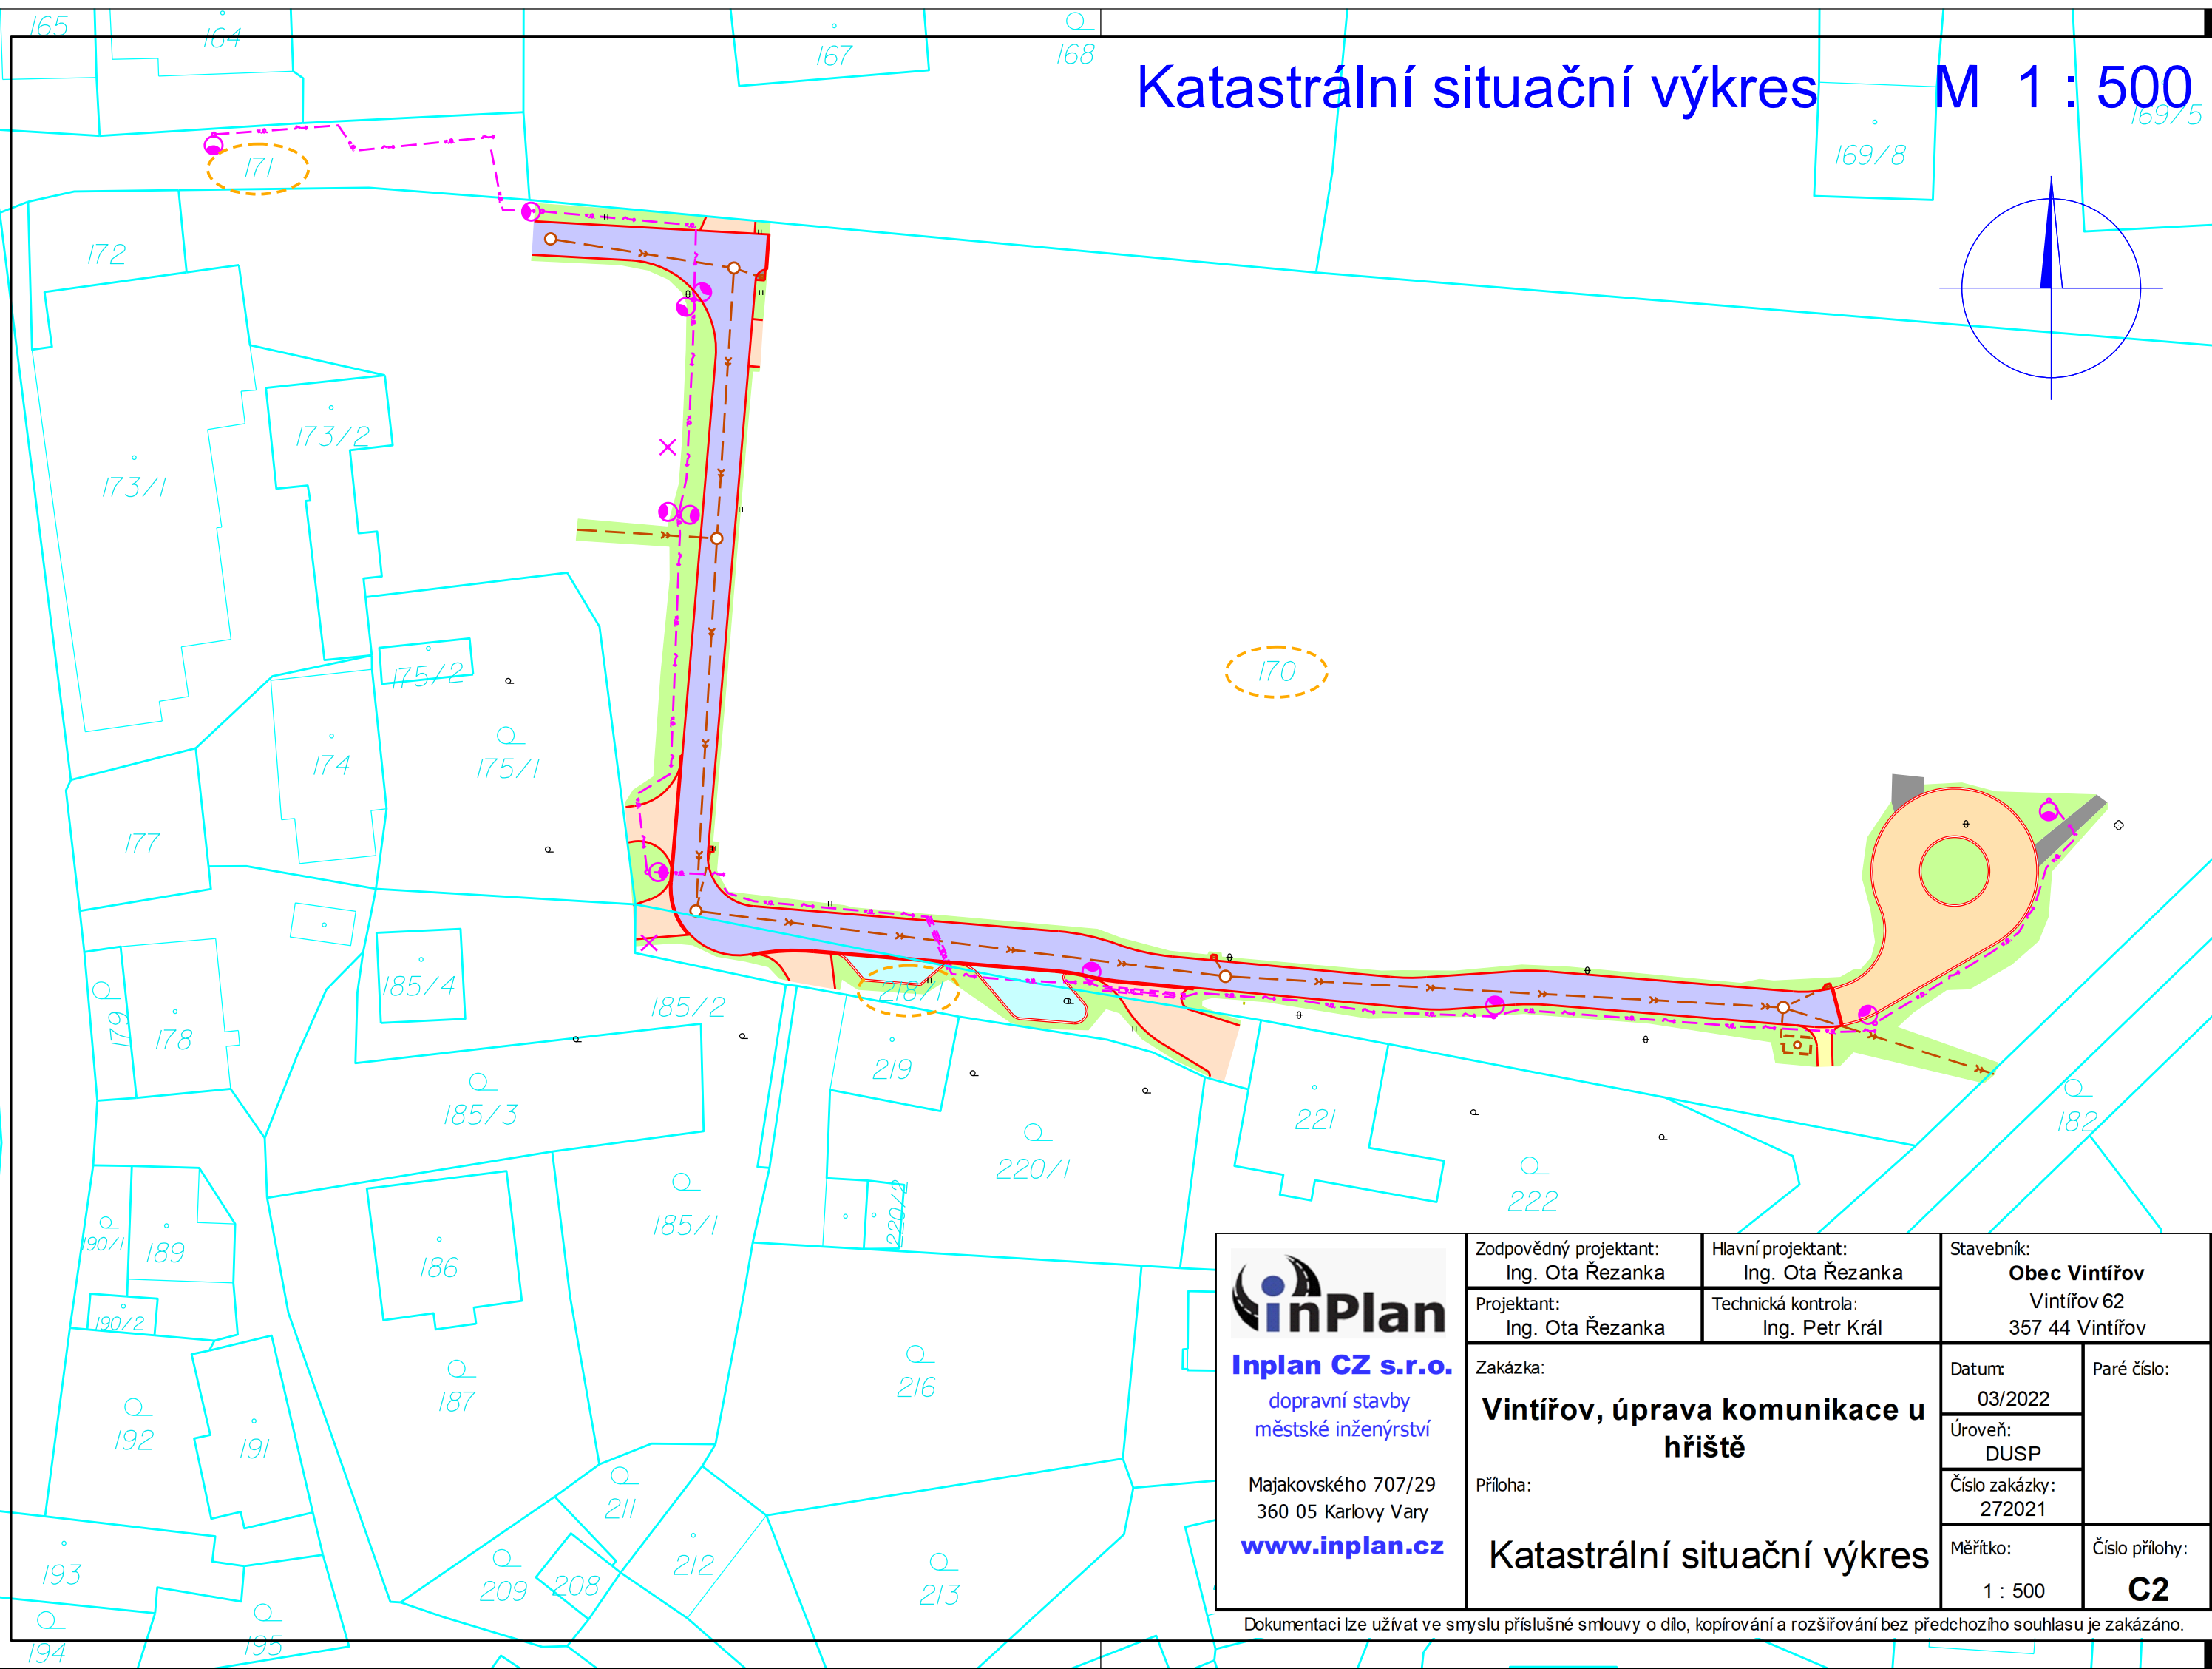 165
164
167
168
Katastrální situační výkres M 1 : 500
169/5
169/8
171
172
173/2
173/1
170
175/2
174
175/1
177
185/4
185/2
218/1
179
178
219
185/3
221
182
220/1
222
185/1
220/2
190/1
189
186
190/2
216
187
192
191
211
212
193
209
208
213
194
195
inPlan
Inplan CZ s.r.o.
dopravní stavby
městské inženýrství
Majakovského 707/29
360 05 Karlovy Vary
www.inplan.cz
Zodpovědný projektant:
Ing. Ota Řezanka
Hlavní projektant:
Ing. Ota Řezanka
Projektant:
Ing. Ota Řezanka
Technická kontrola:
Ing. Petr Král
Stavebník:
Obec Vintířov
Vintířov 62
357 44 Vintířov
Zakázka:
Vintířov, úprava komunikace u
hřiště
Příloha:
Katastrální situační výkres
Datum:
03/2022
Úroveň:
DUSP
Číslo zakázky:
272021
Měřítko:
1 : 500
Paré číslo:
Číslo přílohy:
C2
Dokumentaci lze užívat ve smyslu příslušné smlouvy o dílo, kopírování a rozšiřování bez předchozího souhlasu je zakázáno.